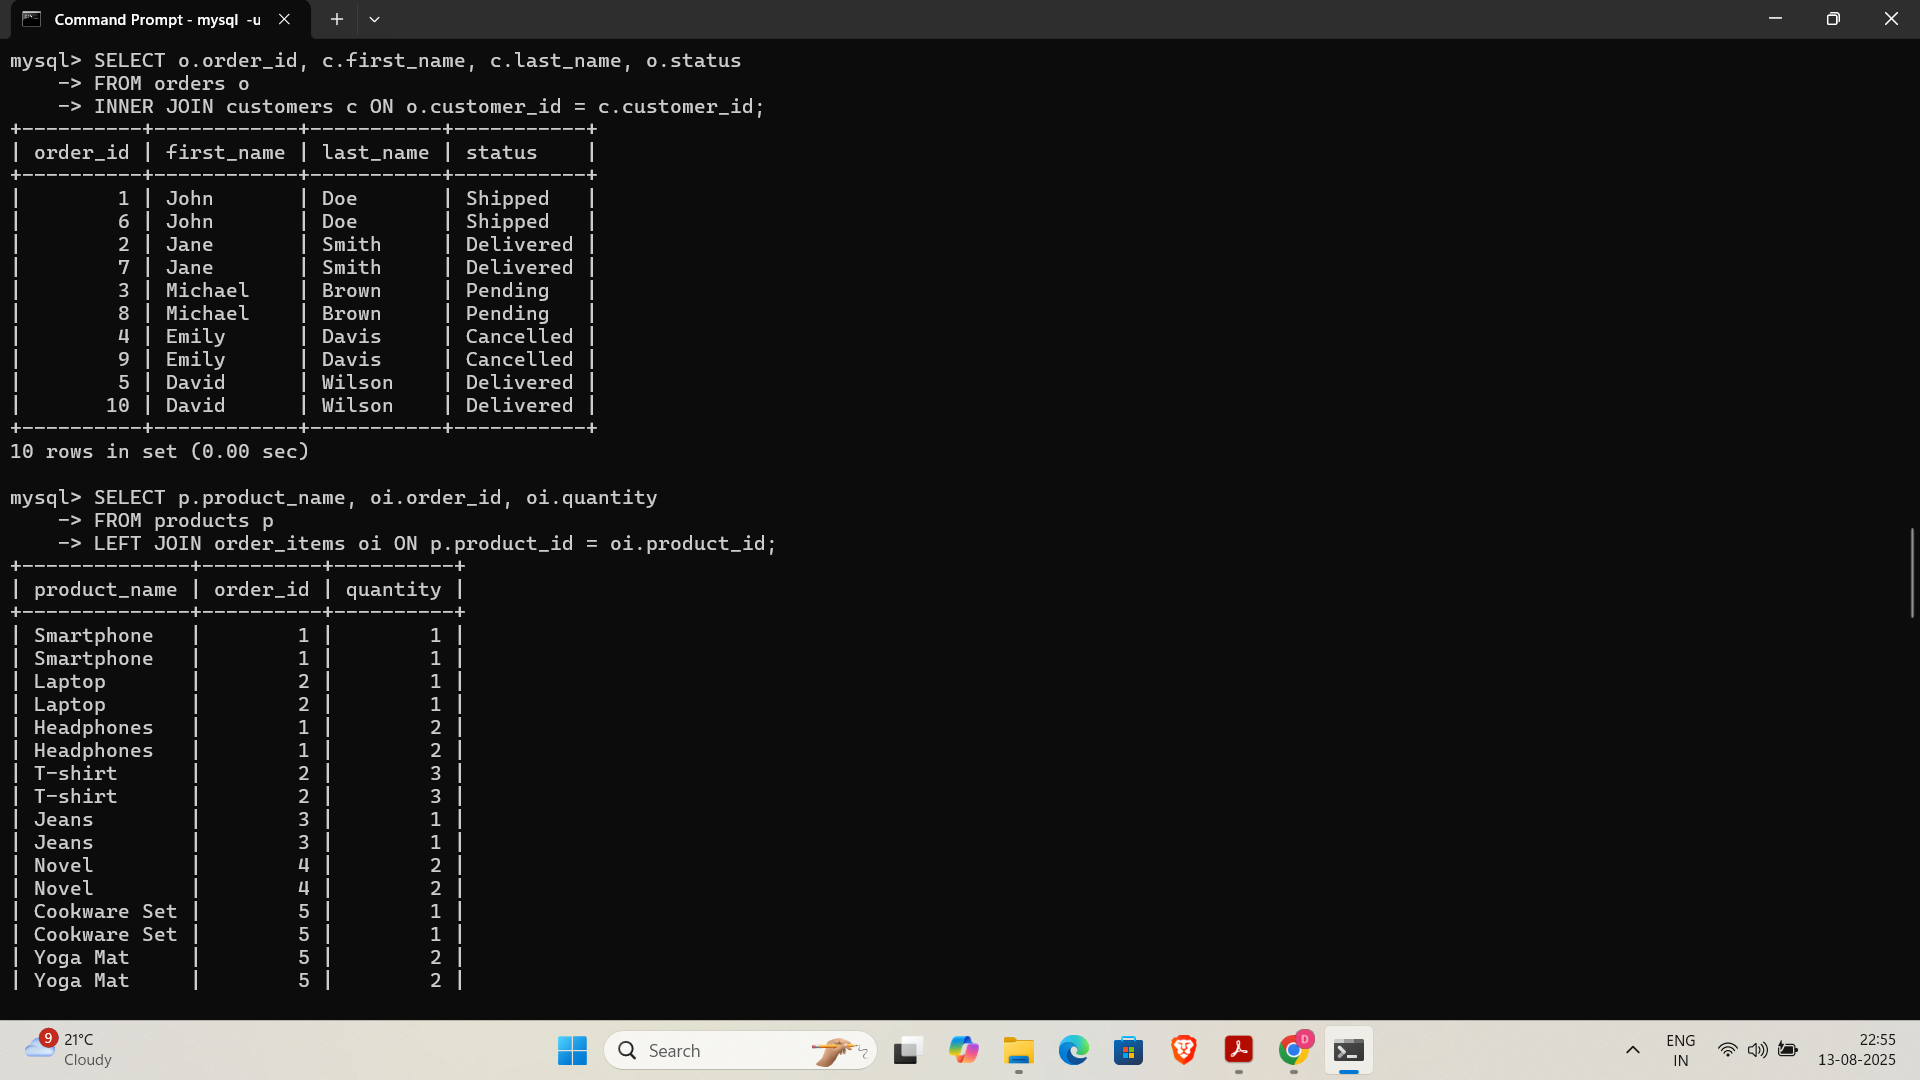 Command Prompt - mysql  -u
mysql> SELECT o.order_id, c.first_name, c.last_name, o.status
    -> FROM orders o
    -> INNER JOIN customers c ON o.customer_id = c.customer_id;
+----------+------------+-----------+-----------+
| order_id | first_name | last_name | status    |
+----------+------------+-----------+-----------+
|        1 | John       | Doe       | Shipped   |
|        6 | John       | Doe       | Shipped   |
|        2 | Jane       | Smith     | Delivered |
|        7 | Jane       | Smith     | Delivered |
|        3 | Michael    | Brown     | Pending   |
|        8 | Michael    | Brown     | Pending   |
|        4 | Emily      | Davis     | Cancelled |
|        9 | Emily      | Davis     | Cancelled |
|        5 | David      | Wilson    | Delivered |
|       10 | David      | Wilson    | Delivered |
+----------+------------+-----------+-----------+
10 rows in set (0.00 sec)
mysql> SELECT p.product_name, oi.order_id, oi.quantity
    -> FROM products p
    -> LEFT JOIN order_items oi ON p.product_id = oi.product_id;
+--------------+----------+----------+
| product_name | order_id | quantity |
+--------------+----------+----------+
| Smartphone   |        1 |        1 |
| Smartphone   |        1 |        1 |
| Laptop       |        2 |        1 |
| Laptop       |        2 |        1 |
| Headphones   |        1 |        2 |
| Headphones   |        1 |        2 |
| T-shirt      |        2 |        3 |
| T-shirt      |        2 |        3 |
| Jeans        |        3 |        1 |
| Jeans        |        3 |        1 |
| Novel        |        4 |        2 |
| Novel        |        4 |        2 |
| Cookware Set |        5 |        1 |
| Cookware Set |        5 |        1 |
| Yoga Mat     |        5 |        2 |
| Yoga Mat     |        5 |        2 |
9
21°C
Cloudy
Search
D
ENG
IN
22:55
13-08-2025